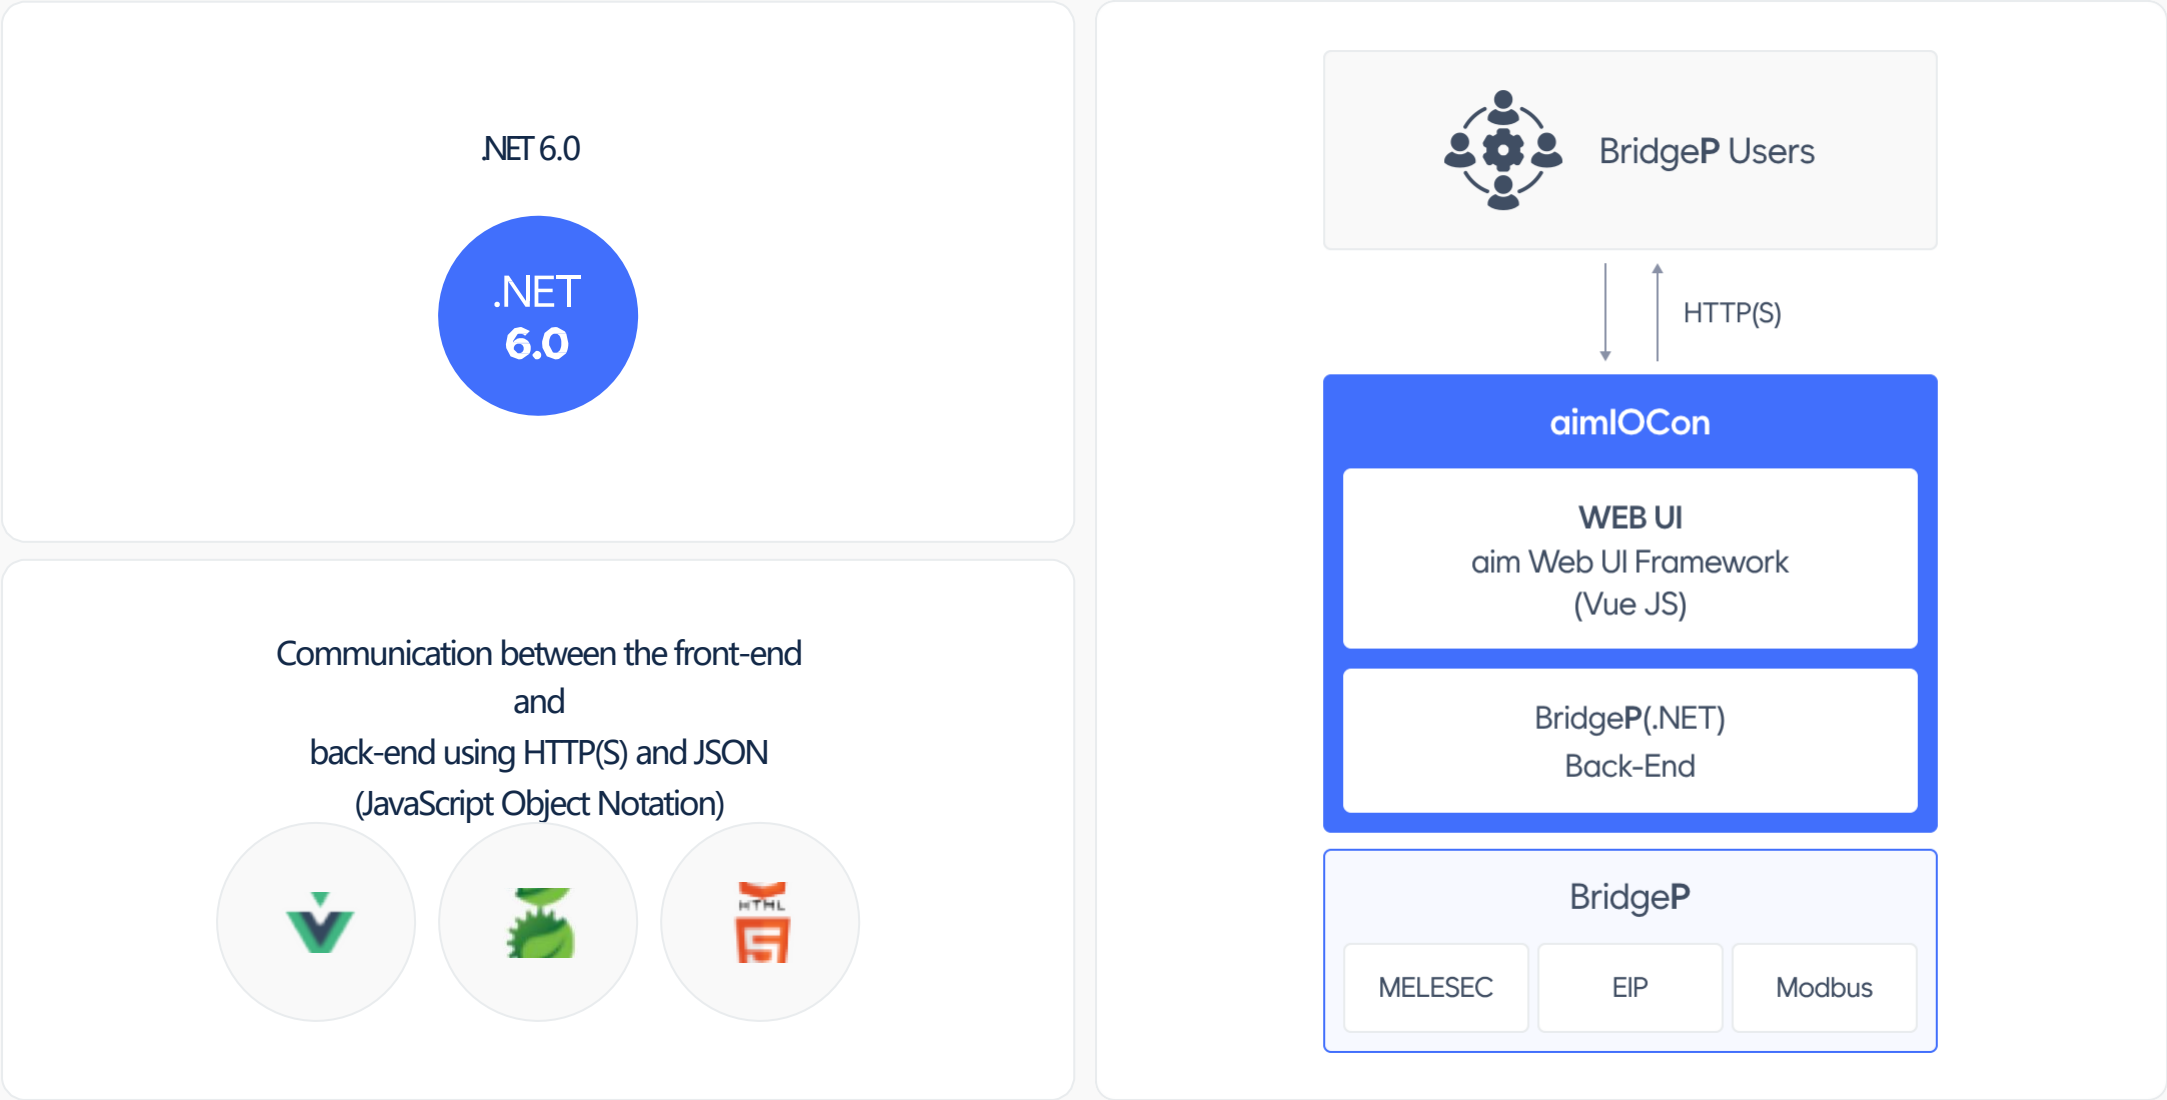 .NET 6.0
.NET
6.0
Communication between the front-end
and
back-end using HTTP(S) and JSON
(JavaScript Object Notation)
HTML
BridgeP Users
HTTP(S)
aimIOCon
WEB UI
aim Web UI Framework
(Vue JS)
BridgeP(.NET)
Back-End
BridgeP
MELESEC
EIP
Modbus